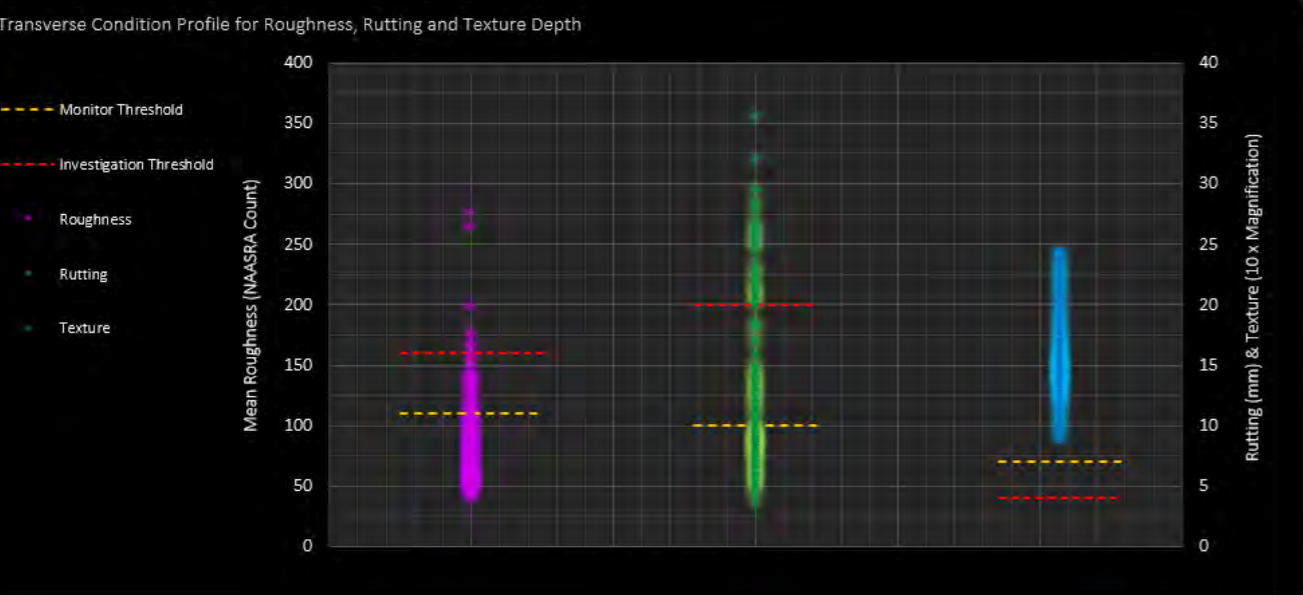 Transverse Condition Profile for Roughness, Rutting and Texture Depth
Monitor Threshold
Investigation Threshold
Roughness
Rutting
Texture
Mean Roughness (NAASRA Count)
400
350
300
250
200
150
100
50
0
40
35
30
25
20
15
10
5
0
Rutting (mm) & Texture (10 x Magnification)